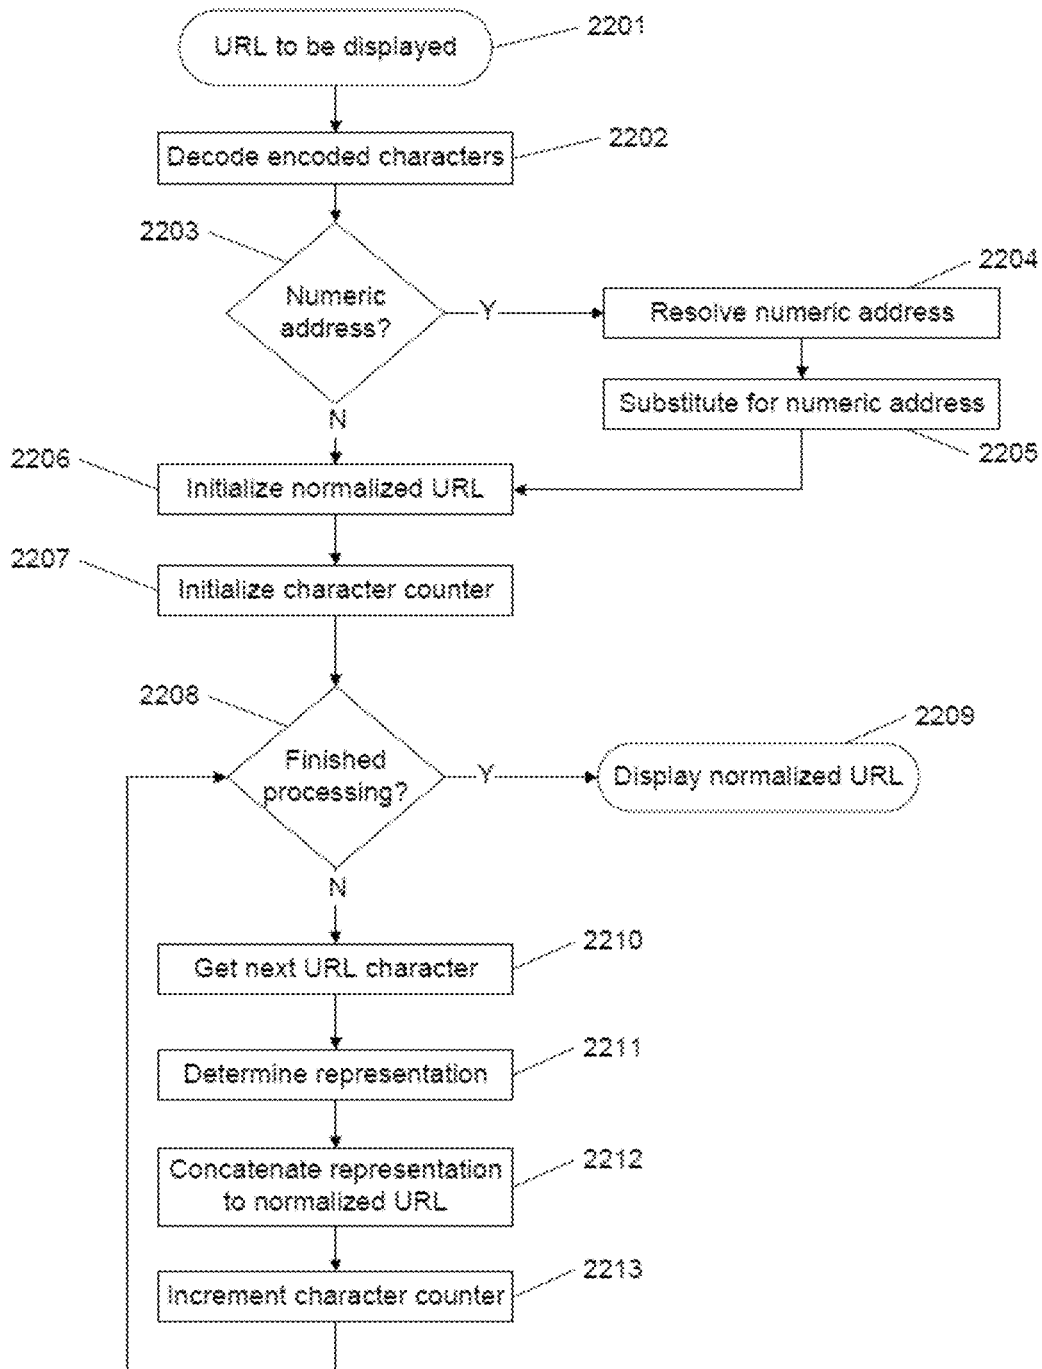 URL to be displayed
2201
Decode encoded characters
2202
2203
Numeric
address?
Y
2204
Resolve numeric address
Substitute for numeric address
2205
N
2206
Initialize normalized URL
2207
Initialize character counter
2208
Finished
processing?
Y
2209
Display normalized URL
N
2210
Get next URL character
2211
Determine representation
2212
Concatenate representation
to normalized URL
2213
Increment character counter